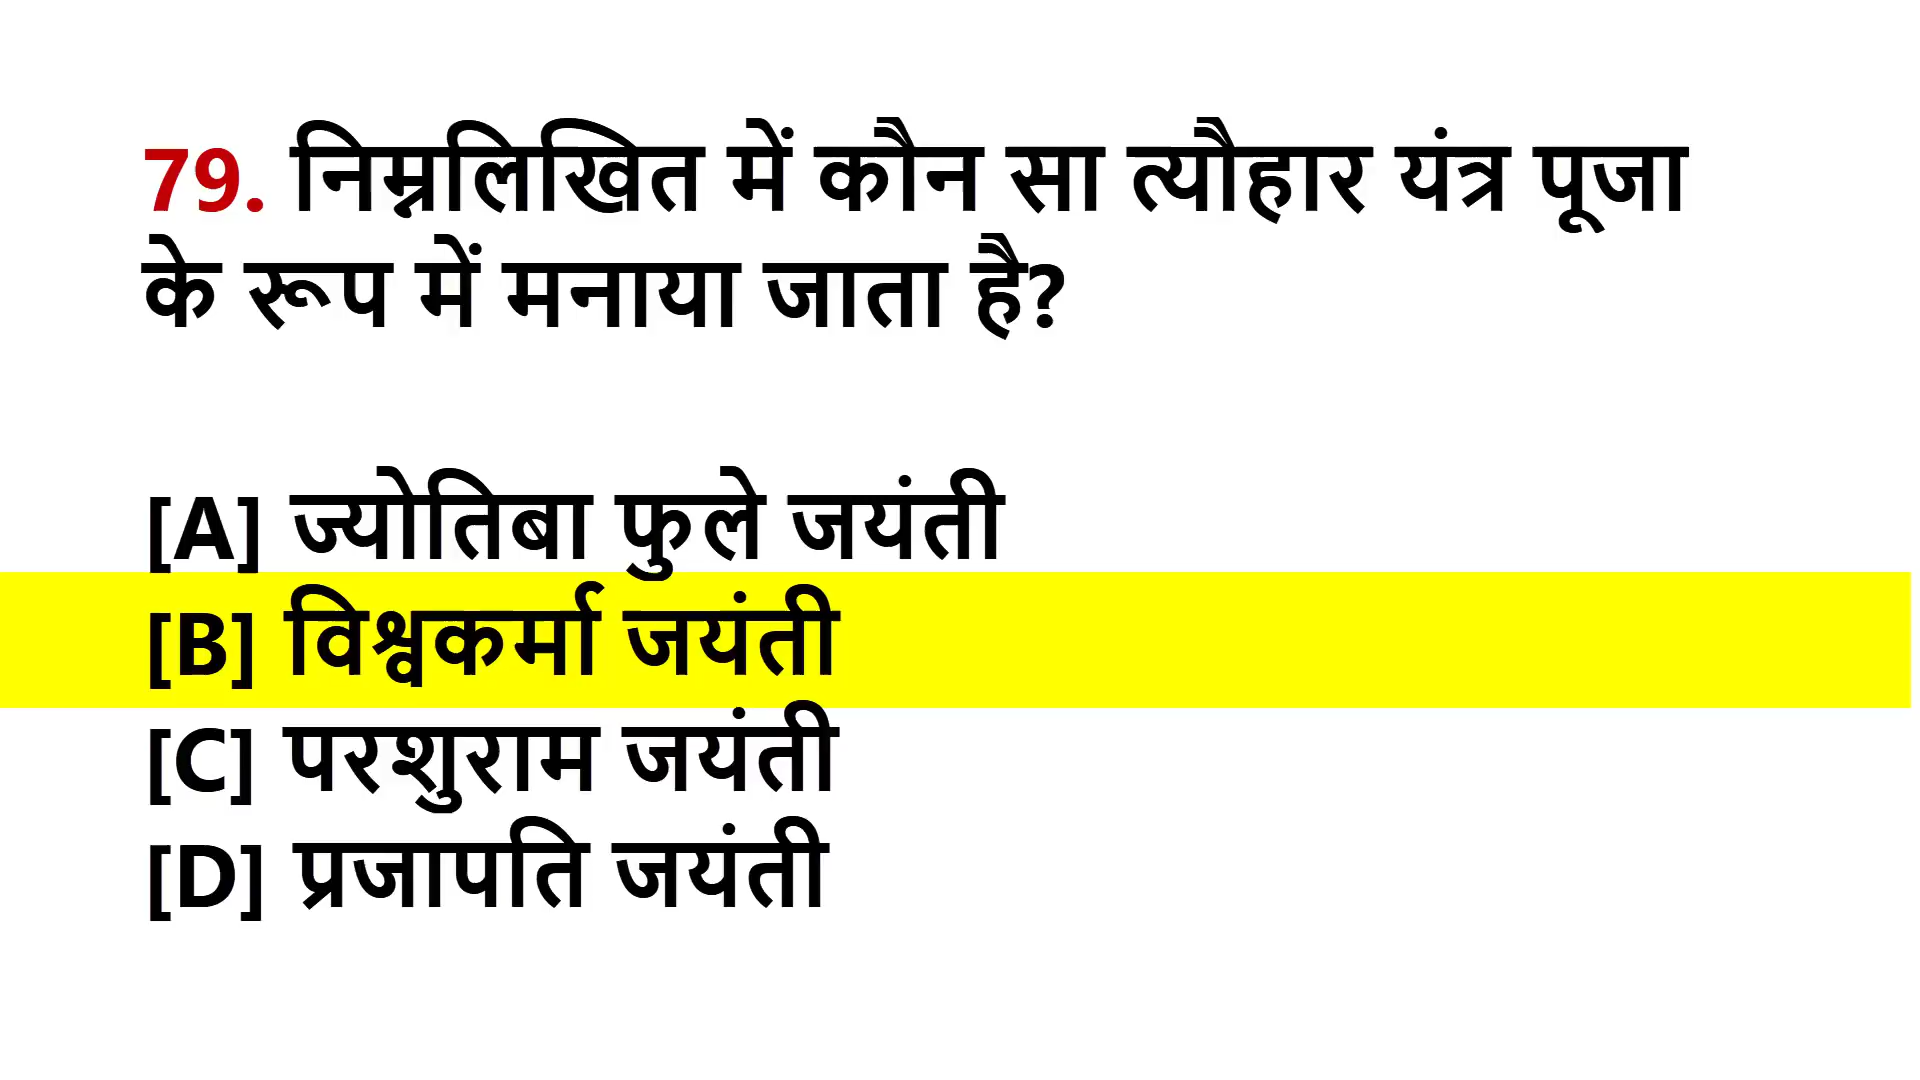 79. निम्नलिखित में कौन सा त्यौहार यंत्र पूजा
के रूप में मनाया जाता है?
[A] ज्योतिबा फुले जयंती
[B] विश्वकर्मा जयंती
[C] परशुराम जयंती
[D] प्रजापति जयंती